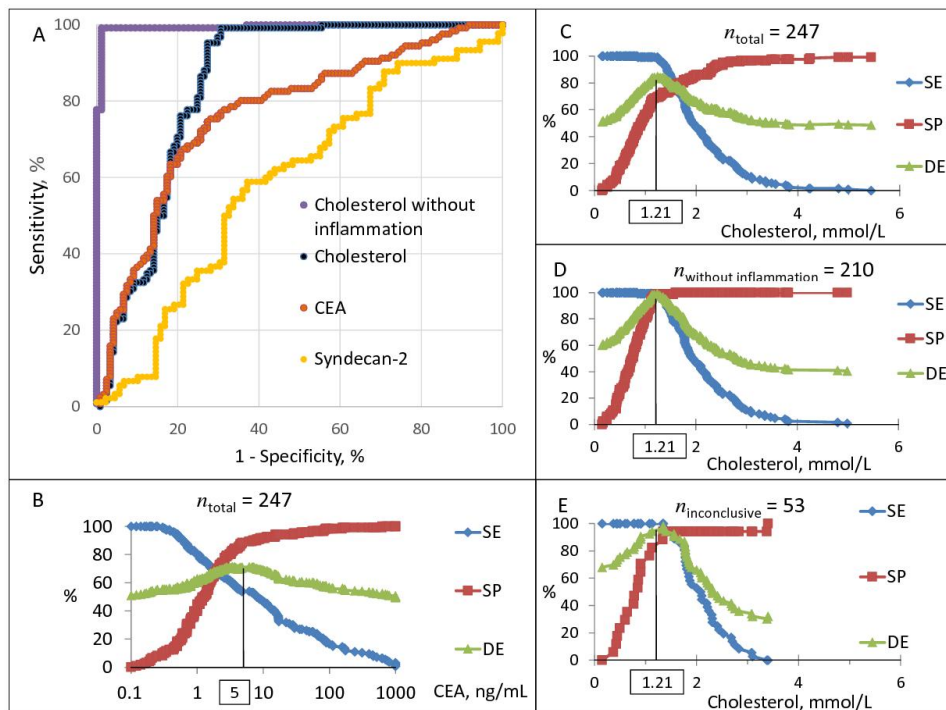 A
100
80
60
40
20
0
Sensitivity, %
0 20 40 60 80 100
1 - Specificity, %
Cholesterol without
inflammation
Cholesterol
CEA
Syndecan-2
B
n total = 247
100
80
60
40
20
0
%
0.1 1 5 10 100 1000 CEA, ng/mL
SE
SP
DE
C
n total = 247
100
80
60
40
20
0
%
0 1.21 2 4 6
Cholesterol, mmol/L
SE
SP
DE
D
n without inflammation = 210
100
80
60
40
20
0
%
0 1.21 2 4 6
Cholesterol, mmol/L
SE
SP
DE
E
n inconclusive = 53
100
80
60
40
20
0
%
0 1.21 2 4 6
Cholesterol, mmol/L
SE
SP
DE